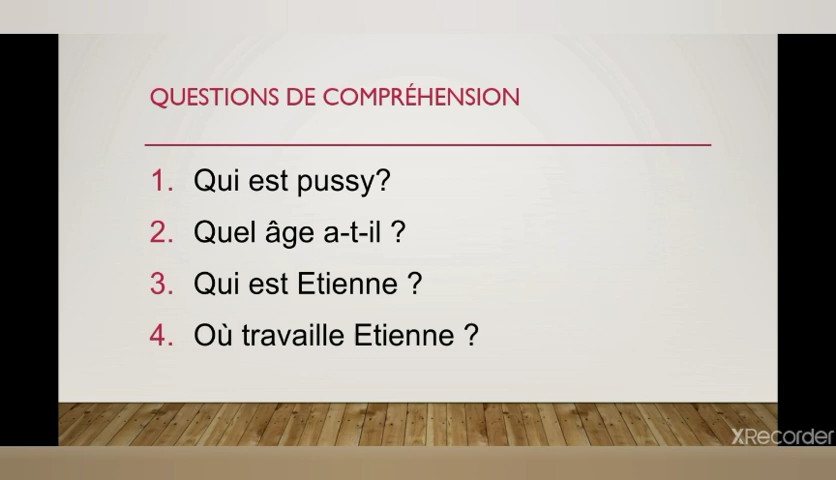 QUESTIONS DE COMPRÉHENSION
1. Qui est pussy?
2. Quel âge a-t-il ?
3. Qui est Etienne ?
4. Où travaille Etienne ?
XRecorder